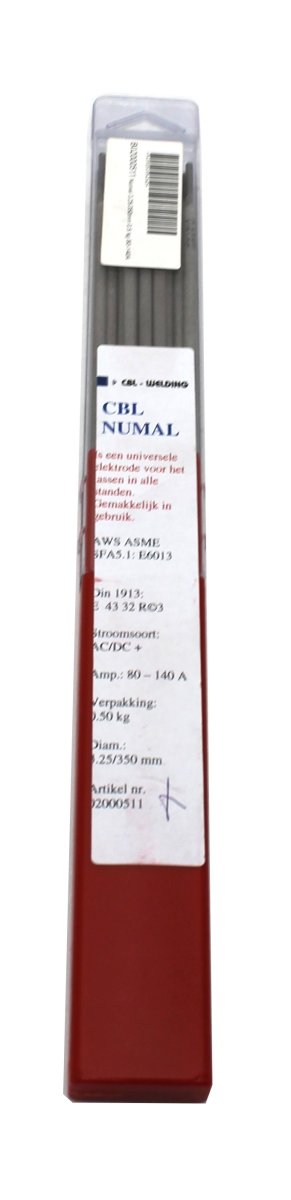 BU2000511
CBL - WELDING
CBL
NUMAL
Is een universele
elektrode voor het
lassen in alle
standen.
Gemakkelijk in
gebruik.
AWS ASME
SFA5.1: E6013
Din 1913:
E 43 32 R©3
Stroomsoort:
AC/DC +
Amp.: 80 – 140 A
Verpakking:
0.50 kg
Diam.:
3.25/350 mm
Artikel nr.
02000511